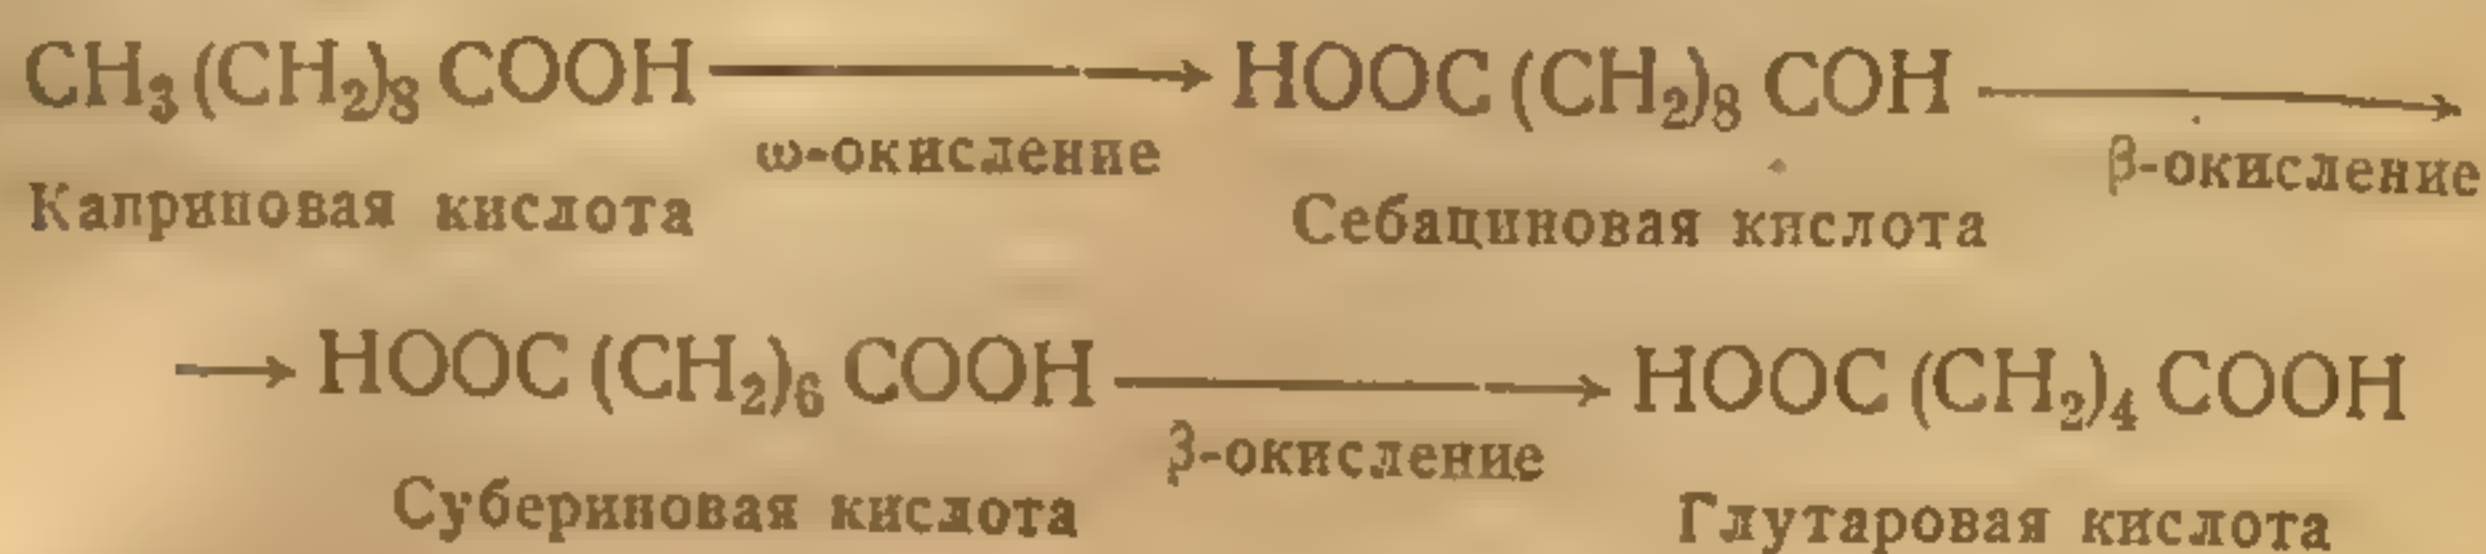 CH₃(CH₂)₈COOH → HOOC(CH₂)₈COH →
ω-окисление β-окисление
Каприновая кислота Себациновая кислота
→ HOOC(CH₂)₆COOH → HOOC(CH₂)₄COOH
β-окисление
Субериновая кислота Глутаровая кислота